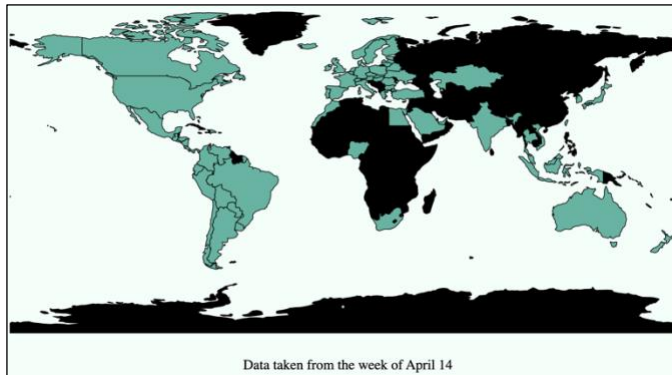 Data taken from the week of April 14